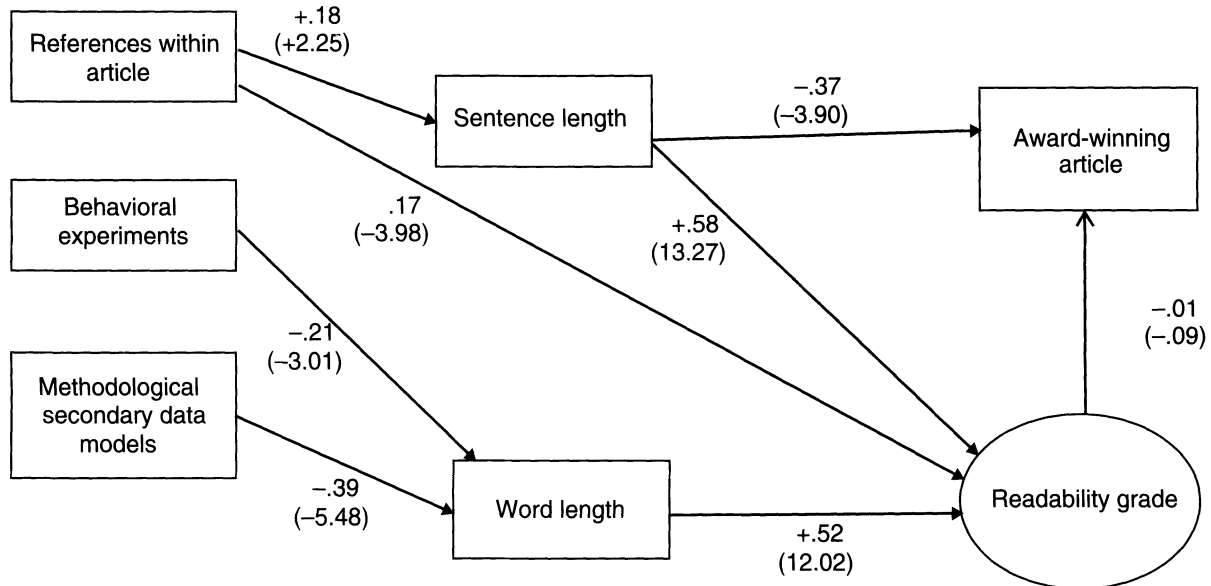 +.18
(+2.25)
References within
article
Sentence length
–.37
(–3.90)
Award-winning
article
Behavioral
experiments
.17
(–3.98)
+.58
(13.27)
–.21
(–3.01)
–.01
(–.09)
Methodological
secondary data
models
–.39
(–5.48)
Word length
+.52
(12.02)
Readability grade